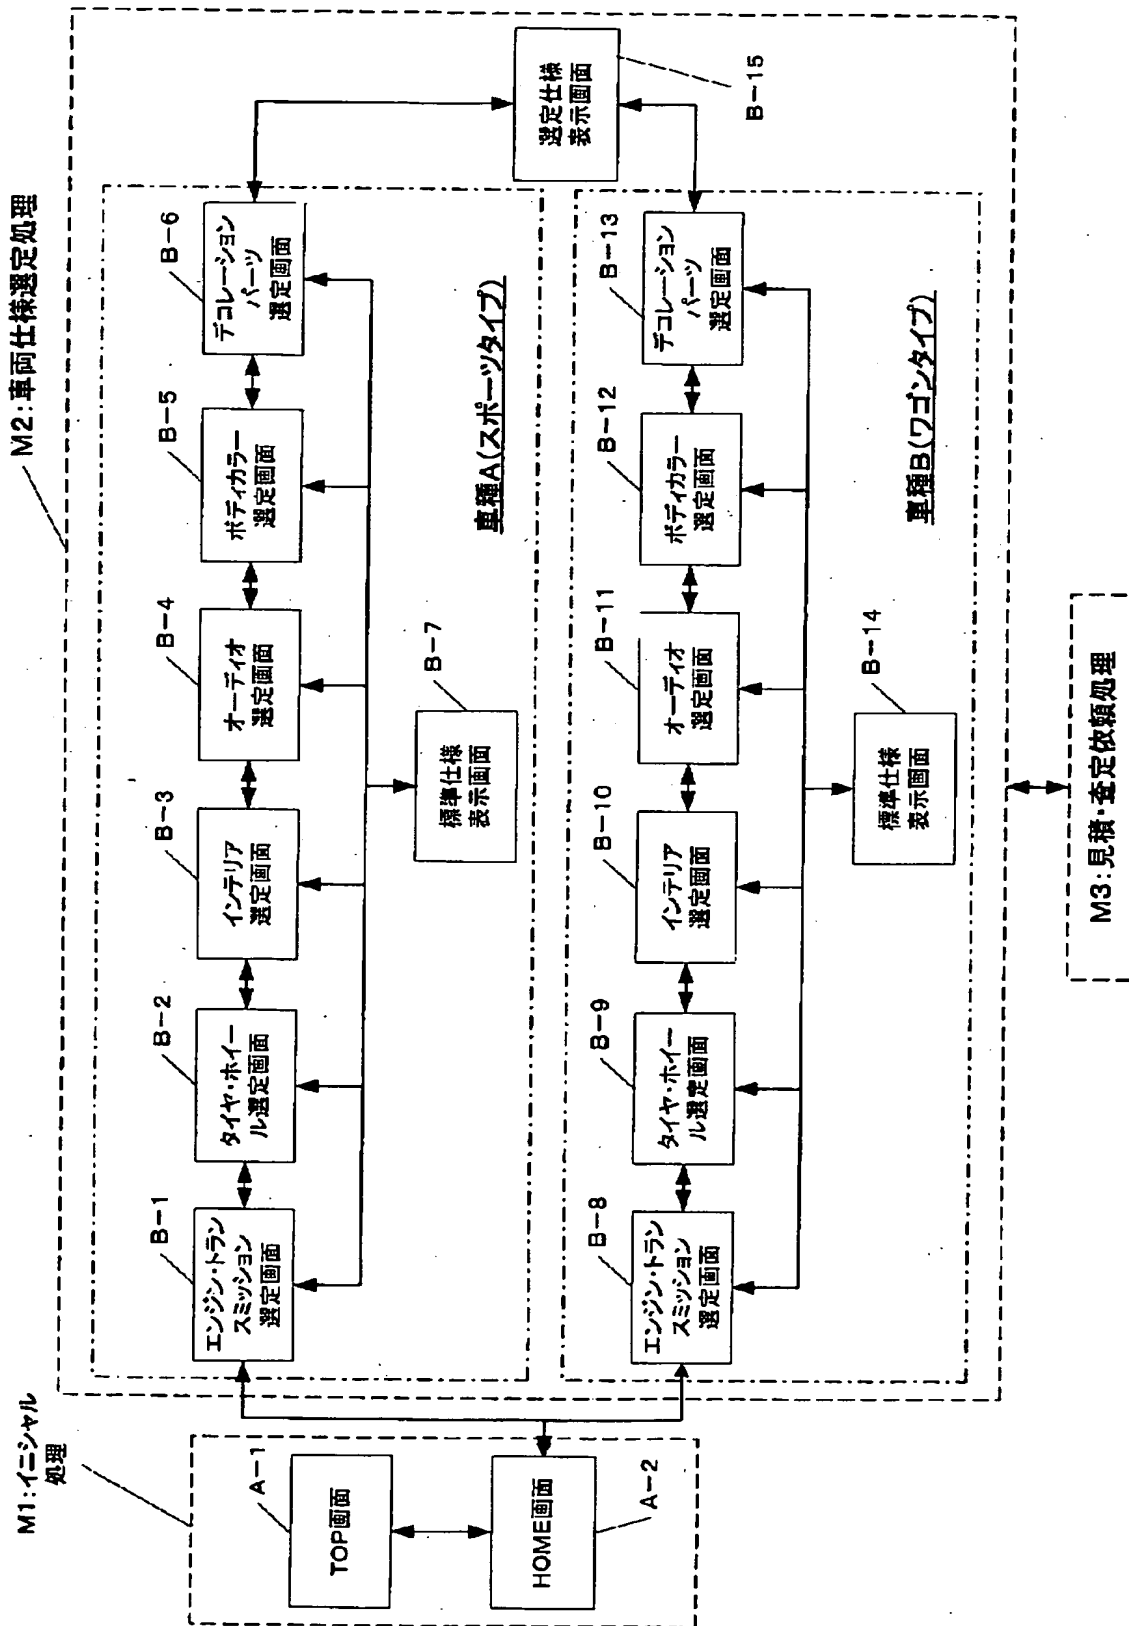 M1:イニシャル
処理
A-1
TOP画面
HOME画面
A-2
M2:車両仕様選定処理
B-1
エンジン・トラン
スミッション
選定画面
B-2
タイヤ・ホイー
ル選定画面
B-3
インテリア
選定画面
B-4
オーディオ
選定画面
B-5
ボディカラー
選定画面
B-6
デコレーション
パーツ
選定画面
B-7
標準仕様
表示画面
車種A(スポーツタイプ)
B-8
エンジン・トラン
スミッション
選定画面
B-9
タイヤ・ホイー
ル選定画面
B-10
インテリア
選定画面
B-11
オーディオ
選定画面
B-12
ボディカラー
選定画面
B-13
デコレーション
パーツ
選定画面
B-14
標準仕様
表示画面
車種B(ワゴンタイプ)
選定仕様
表示画面
B-15
M3:見積・査定依頼処理